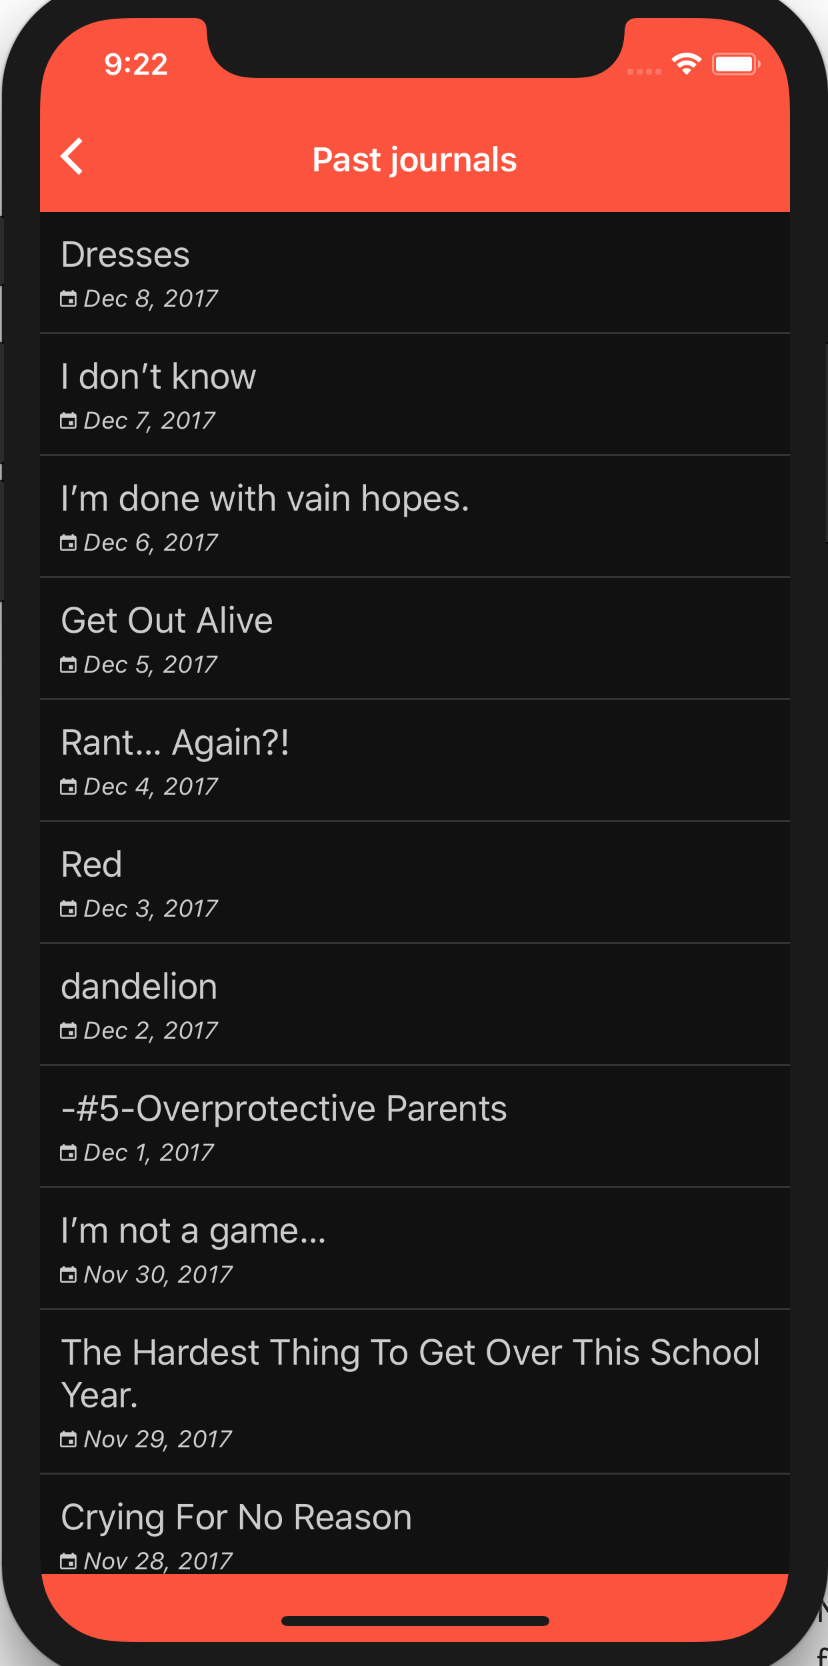 9:22
Past journals
Dresses
Dec 8, 2017
I don’t know
Dec 7, 2017
I’m done with vain hopes.
Dec 6, 2017
Get Out Alive
Dec 5, 2017
Rant... Again?!
Dec 4, 2017
Red
Dec 3, 2017
dandelion
Dec 2, 2017
-#5-Overprotective Parents
Dec 1, 2017
I’m not a game...
Nov 30, 2017
The Hardest Thing To Get Over This School
Year.
Nov 29, 2017
Crying For No Reason
Nov 28, 2017